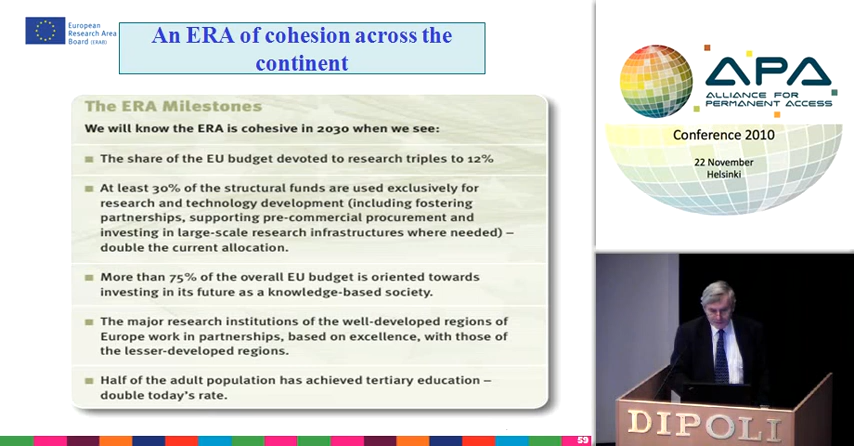 European
Research Area
Board (ERAB)
An ERA of cohesion across the
continent
The ERA Milestones
We will know the ERA is cohesive in 2030 when we see:
The share of the EU budget devoted to research triples to 12%
At least 30% of the structural funds are used exclusively for
research and technology development (including fostering
partnerships, supporting pre-commercial procurement and
investing in large-scale research infrastructures where needed) –
double the current allocation.
More than 75% of the overall EU budget is oriented towards
investing in its future as a knowledge-based society.
The major research institutions of the well-developed regions of
Europe work in partnerships, based on excellence, with those of
the lesser-developed regions.
Half of the adult population has achieved tertiary education –
double today's rate.
59
APA
ALLIANCE FOR
PERMANENT ACCESS
Conference 2010
22 November
Helsinki
DIPOLI